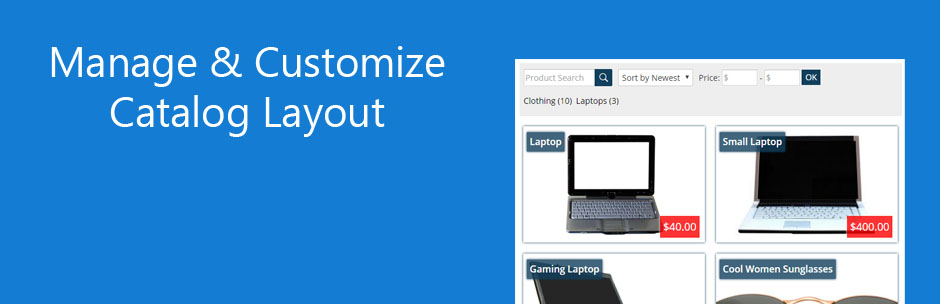 Manage & Customize
Catalog Layout
Product Search Sort by Newest Price: $ - $ OK
Clothing (10) Laptops (3)
Laptop
$40.00
Small Laptop
$400.00
Gaming Laptop
Cool Women Sunglasses